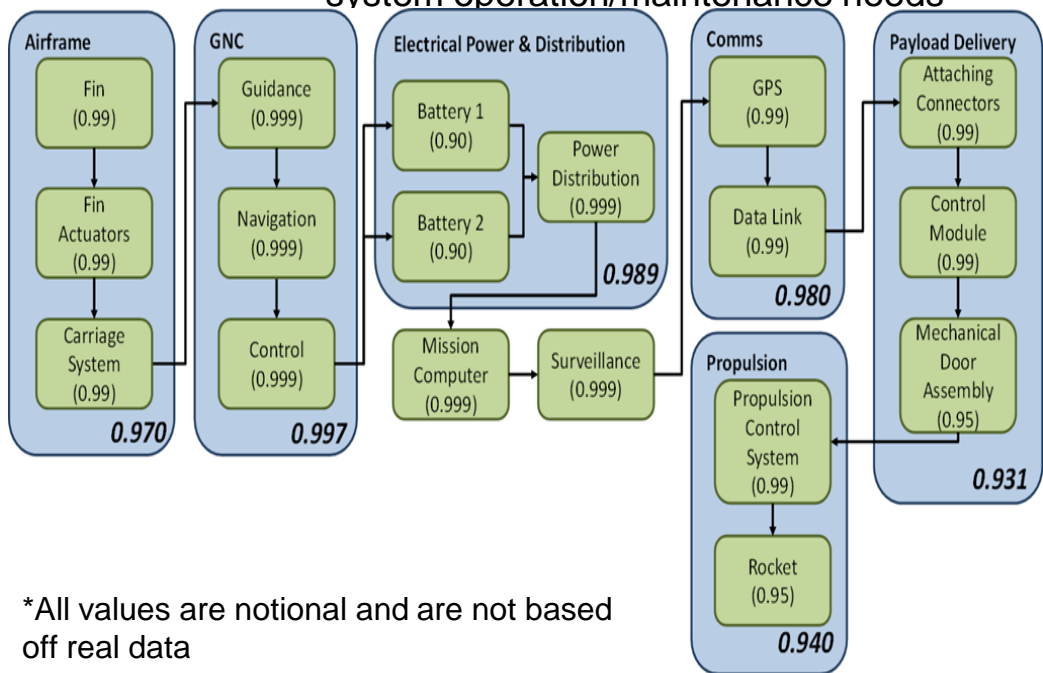 system operation/maintenance needs
Airframe
Fin
(0.99)
Fin
Actuators
(0.99)
Carriage
System
(0.99)
0.970
GNC
Guidance
(0.999)
Navigation
(0.999)
Control
(0.999)
0.997
Electrical Power & Distribution
Battery 1
(0.90)
Battery 2
(0.90)
Power
Distribution
(0.999)
0.989
Mission
Computer
(0.999)
Surveillance
(0.999)
Comms
GPS
(0.99)
Data Link
(0.99)
0.980
Payload Delivery
Attaching
Connectors
(0.99)
Control
Module
(0.99)
Mechanical
Door
Assembly
(0.95)
0.931
Propulsion
Propulsion
Control
System
(0.99)
Rocket
(0.95)
0.940
*All values are notional and are not based
off real data